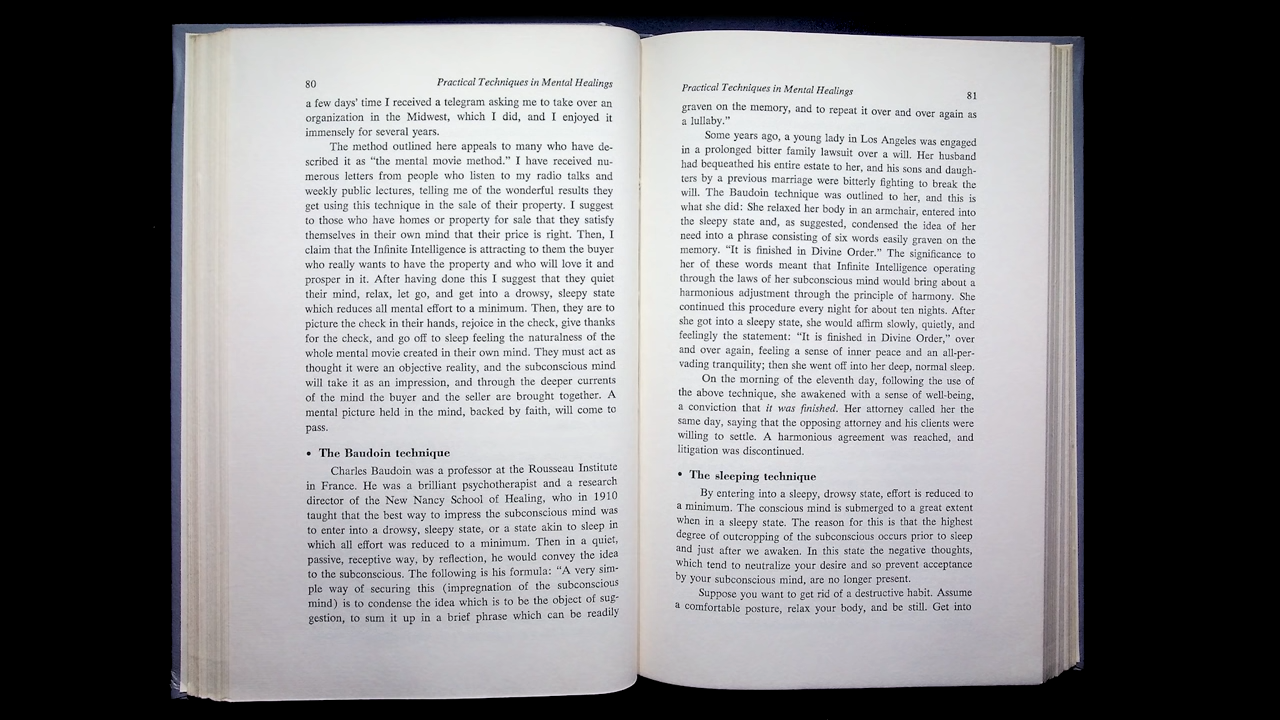 80
Practical Techniques in Mental Healings
a few days' time I received a telegram asking me to take over an
organization in the Midwest, which I did, and I enjoyed it
immensely for several years.
The method outlined here appeals to many who have de-
scribed it as “the mental movie method.” I have received nu-
merous letters from people who listen to my radio talks and
weekly public lectures, telling me of the wonderful results they
get using this technique in the sale of their property. I suggest
to those who have homes or property for sale that they satisfy
themselves in their own mind that their price is right. Then, I
claim that the Infinite Intelligence is attracting to them the buyer
who really wants to have the property and who will love it and
prosper in it. After having done this I suggest that they quiet
their mind, relax, let go, and get into a drowsy, sleepy state
which reduces all mental effort to a minimum. Then, they are to
picture the check in their hands, rejoice in the check, give thanks
for the check, and go off to sleep feeling the naturalness of the
whole mental movie created in their own mind. They must act as
thought it were an objective reality, and the subconscious mind
will take it as an impression, and through the deeper currents
of the mind the buyer and the seller are brought together. A
mental picture held in the mind, backed by faith, will come to
pass.
• The Baudoin technique
Charles Baudoin was a professor at the Rousseau Institute
in France. He was a brilliant psychotherapist and a research
director of the New Nancy School of Healing, who in 1910
taught that the best way to impress the subconscious mind was
to enter into a drowsy, sleepy state, or a state akin to sleep in
which all effort was reduced to a minimum. Then in a quiet,
passive, receptive way, by reflection, he would convey the idea
to the subconscious. The following is his formula: “A very sim-
ple way of securing this (impregnation of the subconscious
mind) is to condense the idea which is to be the object of sug-
gestion, to sum it up in a brief phrase which can be readily
Practical Techniques in Mental Healings
81
graven on the memory, and to repeat it over and over again as
a lullaby.”
Some years ago, a young lady in Los Angeles was engaged
in a prolonged bitter family lawsuit over a will. Her husband
had bequeathed his entire estate to her, and his sons and daugh-
ters by a previous marriage were bitterly fighting to break the
will. The Baudoin technique was outlined to her, and this is
what she did: She relaxed her body in an armchair, entered into
the sleepy state and, as suggested, condensed the idea of her
need into a phrase consisting of six words easily graven on the
memory. “It is finished in Divine Order.” The significance to
her of these words meant that Infinite Intelligence operating
through the laws of her subconscious mind would bring about a
harmonious adjustment through the principle of harmony. She
continued this procedure every night for about ten nights. After
she got into a sleepy state, she would affirm slowly, quietly, and
feelingly the statement: “It is finished in Divine Order,” over
and over again, feeling a sense of inner peace and an all-per-
vading tranquility; then she went off into her deep, normal sleep.
On the morning of the eleventh day, following the use of
the above technique, she awakened with a sense of well-being,
a conviction that it was finished. Her attorney called her the
same day, saying that the opposing attorney and his clients were
willing to settle. A harmonious agreement was reached, and
litigation was discontinued.
• The sleeping technique
By entering into a sleepy, drowsy state, effort is reduced to
a minimum. The conscious mind is submerged to a great extent
when in a sleepy state. The reason for this is that the highest
degree of outcropping of the subconscious occurs prior to sleep
and just after we awaken. In this state the negative thoughts,
which tend to neutralize your desire and so prevent acceptance
by your subconscious mind, are no longer present.
Suppose you want to get rid of a destructive habit. Assume
a comfortable posture, relax your body, and be still. Get into